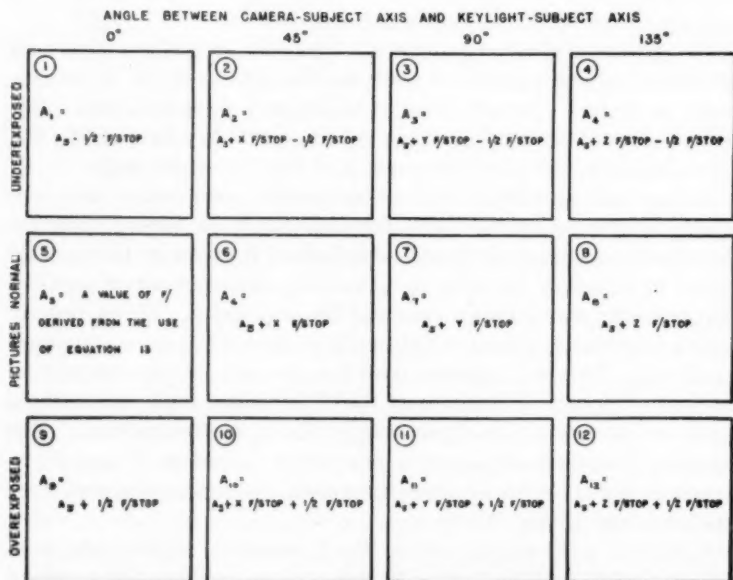 ANGLE BETWEEN CAMERA-SUBJECT AXIS AND KEYLIGHT-SUBJECT AXIS
0° 45° 90° 135°
UNDEREXPOSED
① ② ③ ④
A₁ = A₂ = A₃ = A₄ =
A₅- 1/2 F/STOP A₅+ X F/STOP - 1/2 F/STOP A₅+ Y F/STOP - 1/2 F/STOP A₅+ Z F/STOP - 1/2 F/STOP
PICTURES NORMAL
⑤ ⑥ ⑦ ⑧
A₅= A VALUE OF F/ A₆= A₇= A₈=
DERIVED FROM THE USE A₅ + X F/STOP A₅ + Y F/STOP A₅ + Z F/STOP
OF EQUATION 13
OVEREXPOSED
⑨ ⑩ ⑪ ⑫
A₉= A₁₀= A₁₁= A₁₂=
A₅ + 1/2 F/STOP A₅+ X F/STOP + 1/2 F/STOP A₅+ Y F/STOP + 1/2 F/STOP A₅+ Z F/STOP + 1/2 F/STOP